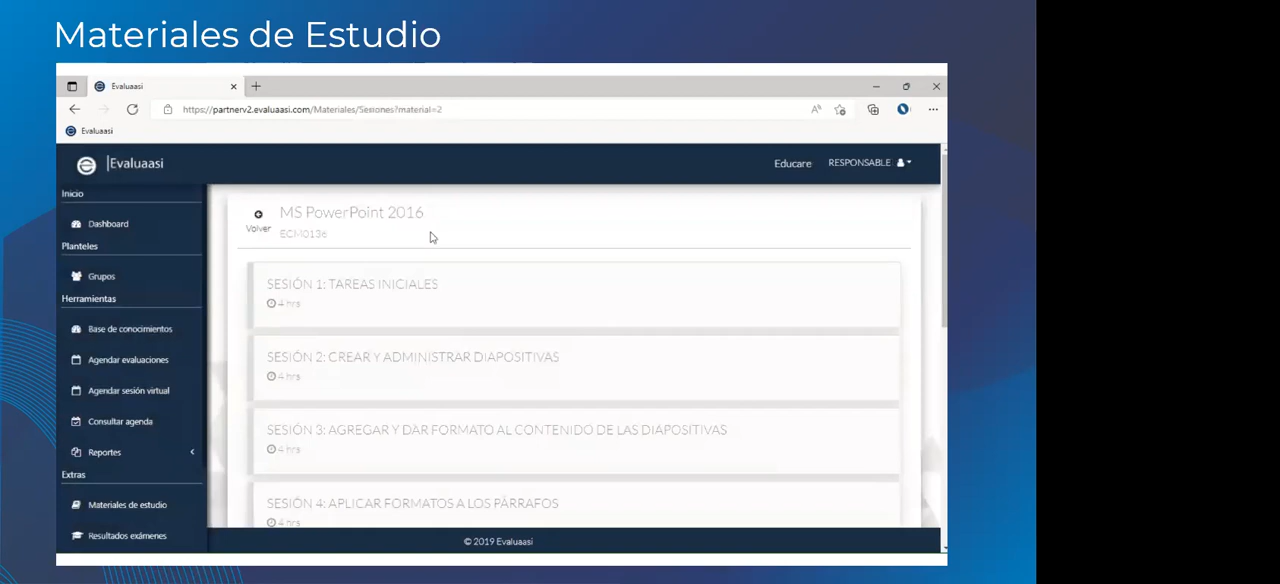 Materiales de Estudio
Evaluaasi
https://partnerv2.evaluaasi.com/Materiales/Sesiones?material=2
Evaluaasi
|Evaluaasi
Educare
RESPONSABLE
Inicio
Dashboard
Planteles
Grupos
Herramientas
Base de conocimientos
Agendar evaluaciones
Agendar sesión virtual
Consultar agenda
Reportes
Extras
Materiales de estudio
Resultados exámenes
Volver
MS PowerPoint 2016
ECM0136
SESIÓN 1: TAREAS INICIALES
4 hrs
SESIÓN 2: CREAR Y ADMINISTRAR DIAPOSITIVAS
4 hrs
SESIÓN 3: AGREGAR Y DAR FORMATO AL CONTENIDO DE LAS DIAPOSITIVAS
4 hrs
SESIÓN 4: APLICAR FORMATOS A LOS PÁRRAFOS
4 hrs
© 2019 Evaluaasi